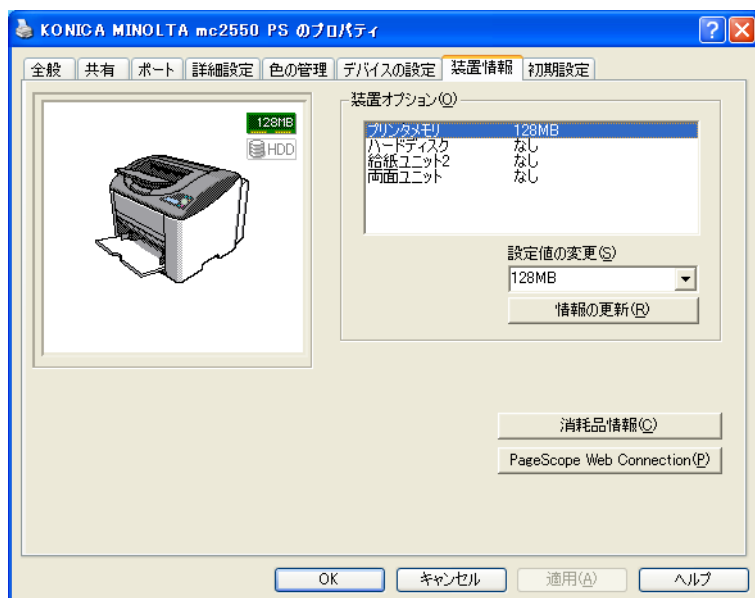 KONICA MINOLTA mc2550 PS のプロパティ
全般 共有 ポート 詳細設定 色の管理 デバイスの設定 装置情報 初期設定
128MB
HDD
装置オプション(O)
プリンタメモリ 128MB
ハードディスク なし
給紙ユニット2 なし
両面ユニット なし
設定値の変更(S)
128MB
情報の更新(R)
消耗品情報(C)
PageScope Web Connection(P)
OK キャンセル 適用(A) ヘルプ